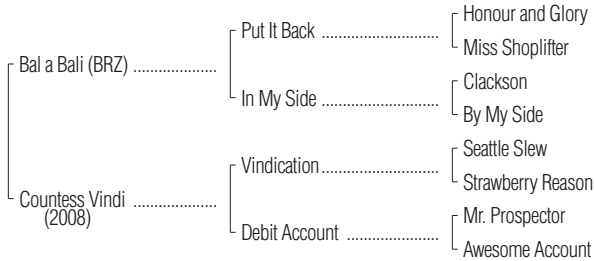 Honour and Glory
Put It Back ........................
Miss Shoplifter
Bal a Bali (BRZ) .................
Clackson
In My Side .........................
By My Side
Seattle Slew
Vindication........................
Strawberry Reason
Countess Vindi .................
(2008)
Mr. Prospector
Debit Account ...................
Awesome Account